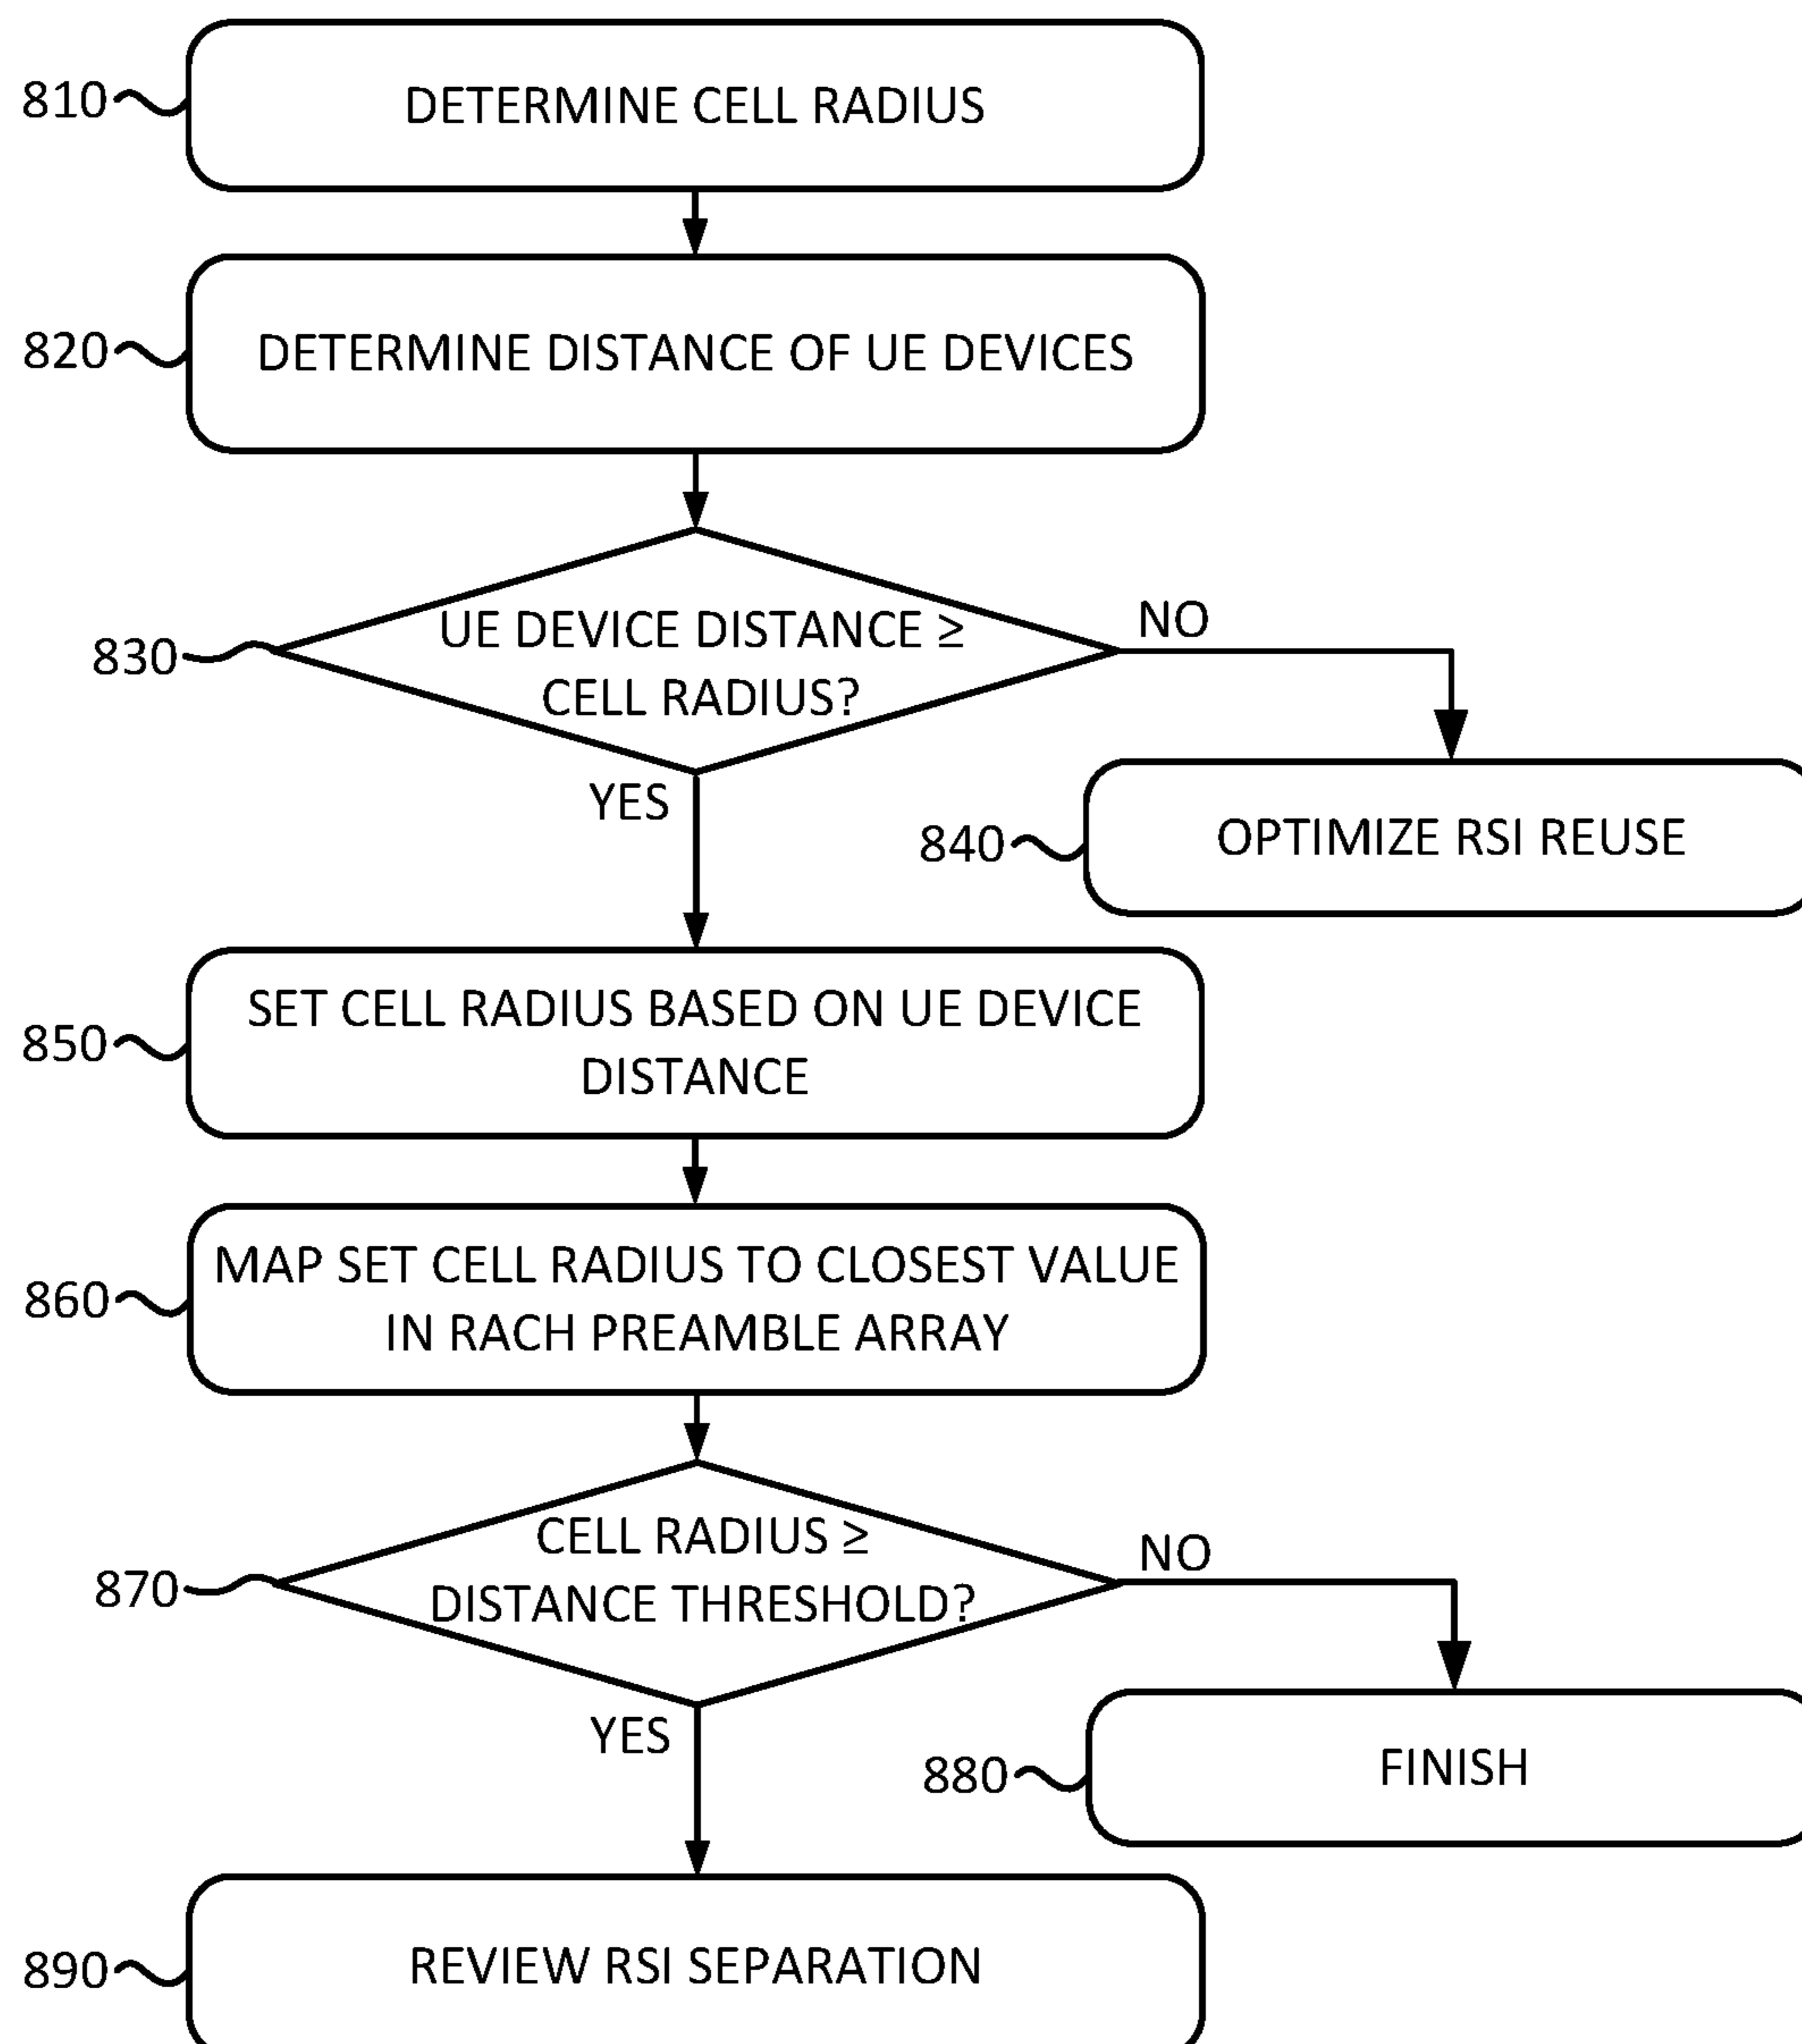 810
DETERMINE CELL RADIUS
820
DETERMINE DISTANCE OF UE DEVICES
830
UE DEVICE DISTANCE ≥
CELL RADIUS?
NO
YES
840
OPTIMIZE RSI REUSE
850
SET CELL RADIUS BASED ON UE DEVICE
DISTANCE
860
MAP SET CELL RADIUS TO CLOSEST VALUE
IN RACH PREAMBLE ARRAY
870
CELL RADIUS ≥
DISTANCE THRESHOLD?
NO
YES
880
FINISH
890
REVIEW RSI SEPARATION